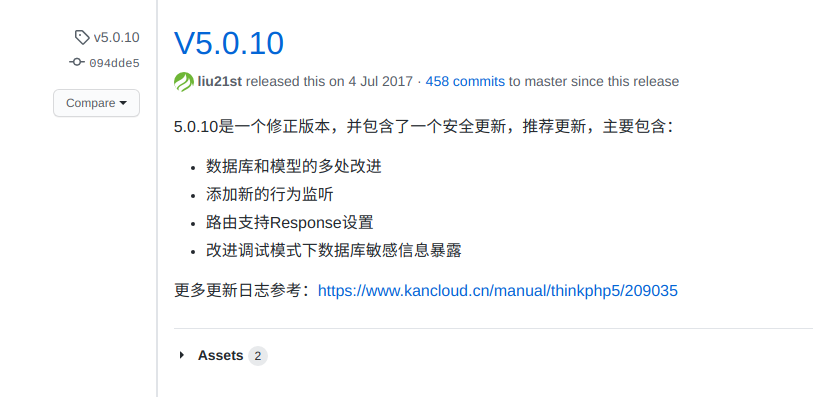 v5.0.10
094dde5
Compare
V5.0.10
liu21st released this on 4 Jul 2017 · 458 commits to master since this release
5.0.10是一个修正版本，并包含了一个安全更新，推荐更新，主要包含：
• 数据库和模型的多处改进
• 添加新的行为监听
• 路由支持Response设置
• 改进调试模式下数据库敏感信息暴露
更多更新日志参考：https://www.kancloud.cn/manual/thinkphp5/209035
Assets 2